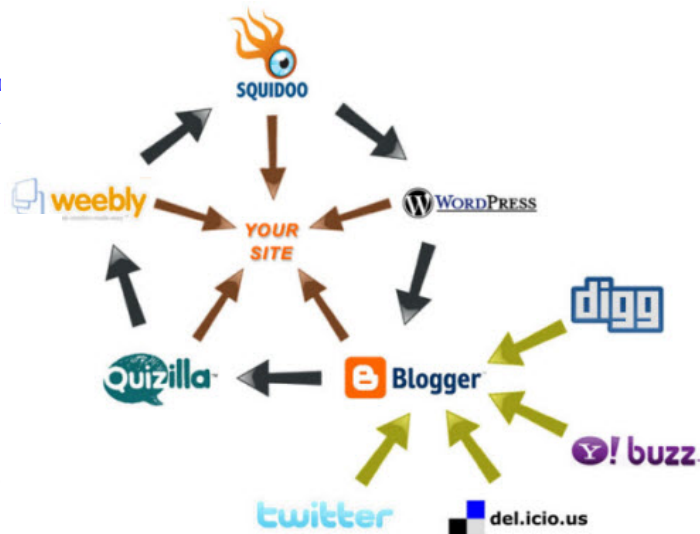 SQUIDOO
weebly
WORDPRESS
YOUR
SITE
digg
Quizilla
Blogger
Y! buzz
twitter
del.icio.us